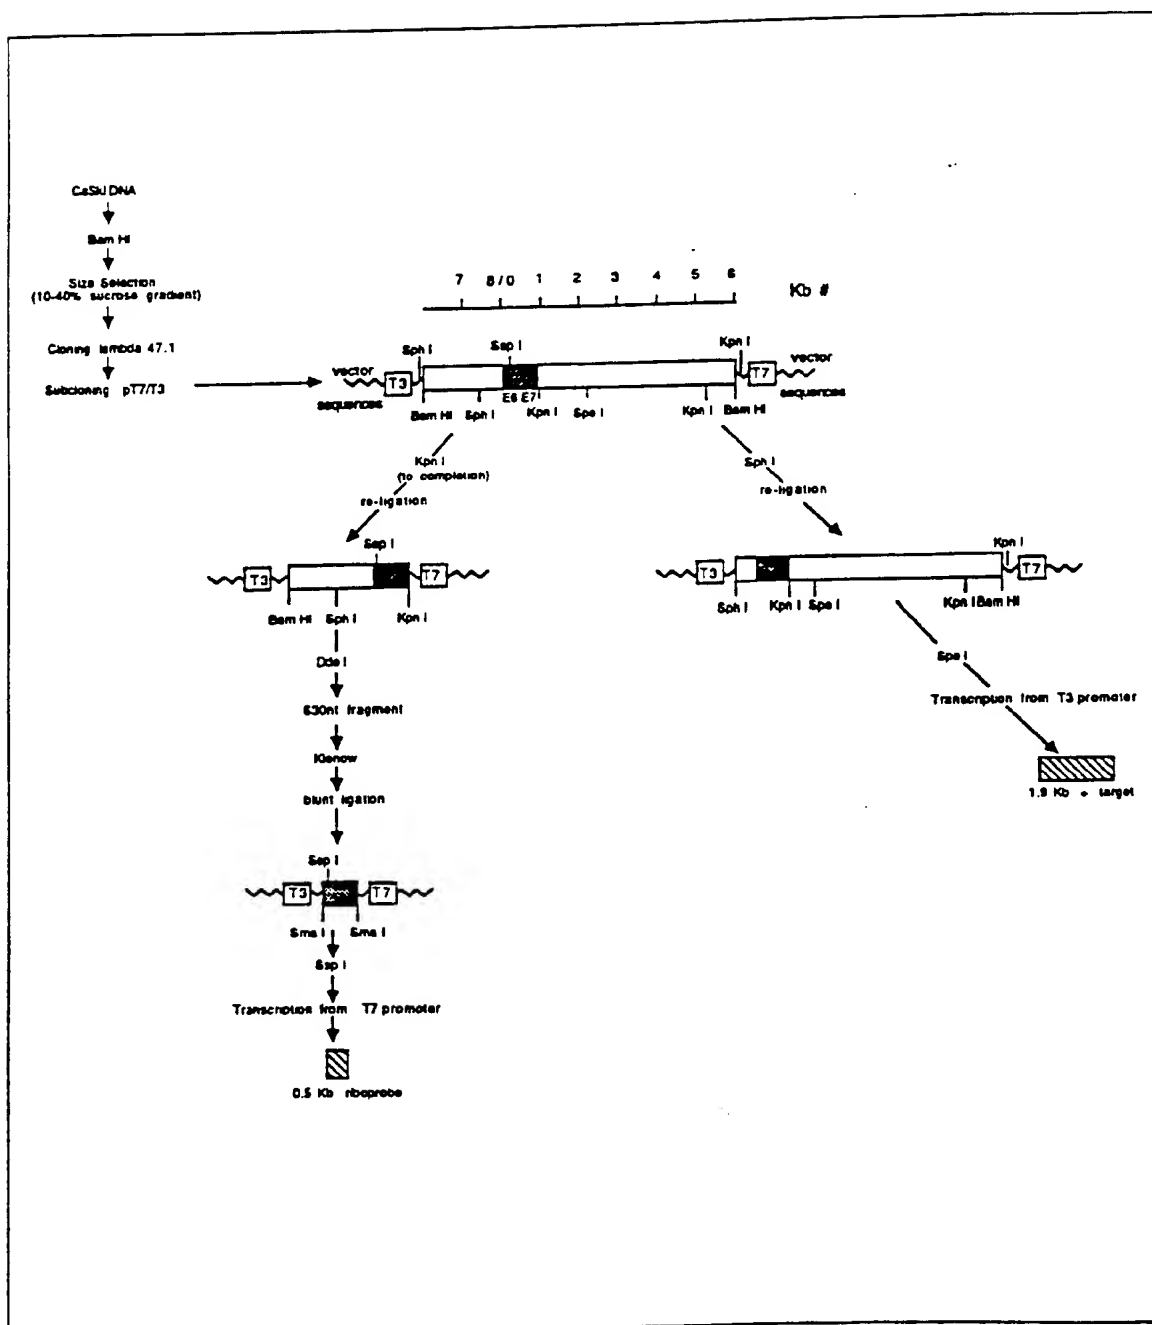 CaSki DNA
Bam HI
Size Selection
(10-40% sucrose gradient)
Cloning lambda 47.1
Subcloning pT7/T3
7 8/0 1 2 3 4 5 6 Kb #
Sph I Ssp I Kpn I
vector T3 T7 vector
sequences E6 E7 sequences
Bam HI Sph I Kpn I Spe I Kpn I Bam HI
Kpn I
(to completion)
re-ligation
Sph I
re-ligation
Ssp I
T3 T7
Bam HI Sph I Kpn I
Kpn I
T3 T7
Sph I Kpn I Spe I Kpn I Bam HI
Dde I
630nt fragment
Klenow
blunt ligation
Spe I
Transcription from T3 promoter
1.9 Kb + target
Ssp I
T3 T7
Sma I Sma I
Ssp I
Transcription from T7 promoter
0.5 Kb riboprobe